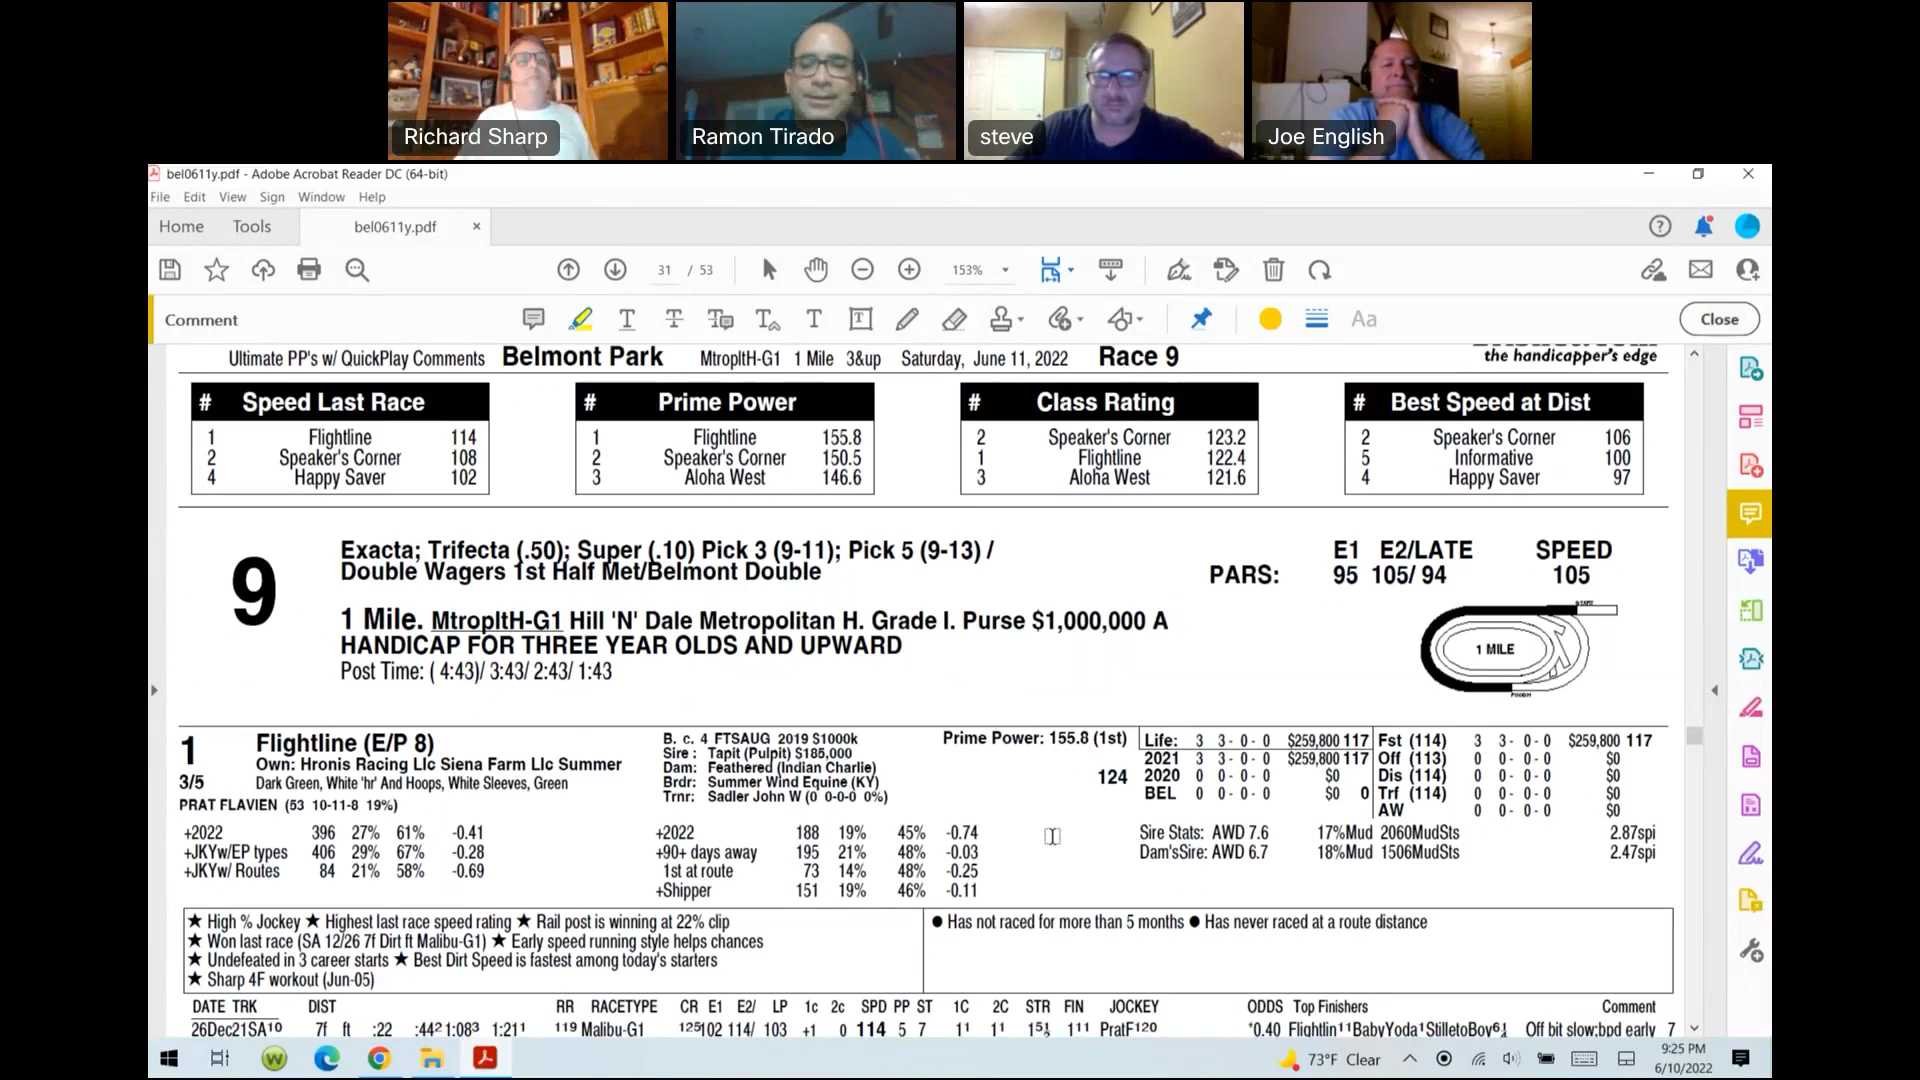 Richard Sharp
Ramon Tirado
steve
Joe English
bel0611y.pdf - Adobe Acrobat Reader DC (64-bit)
File Edit View Sign Window Help
Home Tools bel0611y.pdf ×
31 / 53 153%
Comment Close
Ultimate PP's w/ QuickPlay Comments Belmont Park MtropltH-G1 1 Mile 3&up Saturday, June 11, 2022 Race 9 the handicapper's edge
# Speed Last Race
1 Flightline 114
2 Speaker's Corner 108
4 Happy Saver 102
# Prime Power
1 Flightline 155.8
2 Speaker's Corner 150.5
3 Aloha West 146.6
# Class Rating
2 Speaker's Corner 123.2
1 Flightline 122.4
3 Aloha West 121.6
# Best Speed at Dist
2 Speaker's Corner 106
5 Informative 100
4 Happy Saver 97
9
Exacta; Trifecta (.50); Super (.10) Pick 3 (9-11); Pick 5 (9-13) /
Double Wagers 1st Half Met/Belmont Double
1 Mile. MtropltH-G1 Hill 'N' Dale Metropolitan H. Grade I. Purse $1,000,000 A
HANDICAP FOR THREE YEAR OLDS AND UPWARD
Post Time: ( 4:43)/ 3:43/ 2:43/ 1:43
E1 E2/LATE SPEED
PARS: 95 105/ 94 105
START
1 MILE
FINISH
1 Flightline (E/P 8)
Own: Hronis Racing Llc Siena Farm Llc Summer
3/5 Dark Green, White 'hr' And Hoops, White Sleeves, Green
PRAT FLAVIEN (53 10-11-8 19%)
B. c. 4 FTSAUG 2019 $1000k
Sire : Tapit (Pulpit) $185,000
Dam: Feathered (Indian Charlie)
Brdr: Summer Wind Equine (KY)
Trnr: Sadler John W (0 0-0-0 0%)
Prime Power: 155.8 (1st)
124
Life: 3 3- 0- 0 $259,800 117
2021 3 3- 0- 0 $259,800 117
2020 0 0- 0- 0 $0
BEL 0 0- 0- 0 $0 0
Fst (114) 3 3- 0- 0 $259,800 117
Off (113) 0 0- 0- 0 $0
Dis (114) 0 0- 0- 0 $0
Trf (114) 0 0- 0- 0 $0
AW 0 0- 0- 0 $0
+2022 396 27% 61% -0.41
+JKYw/EP types 406 29% 67% -0.28
+JKYw/ Routes 84 21% 58% -0.69
+2022 188 19% 45% -0.74
+90+ days away 195 21% 48% -0.03
1st at route 73 14% 48% -0.25
+Shipper 151 19% 46% -0.11
Sire Stats: AWD 7.6 17%Mud 2060MudSts 2.87spi
Dam'sSire: AWD 6.7 18%Mud 1506MudSts 2.47spi
★ High % Jockey ★ Highest last race speed rating ★ Rail post is winning at 22% clip
★ Won last race (SA 12/26 7f Dirt ft Malibu-G1) ★ Early speed running style helps chances
★ Undefeated in 3 career starts ★ Best Dirt Speed is fastest among today's starters
★ Sharp 4F workout (Jun-05)
● Has not raced for more than 5 months ● Has never raced at a route distance
DATE TRK DIST RR RACETYPE CR E1 E2/ LP 1c 2c SPD PP ST 1C 2C STR FIN JOCKEY ODDS Top Finishers Comment
26Dec21SA10 7f ft :22 :442 1:083 1:211 119 Malibu-G1 125 102 114/ 103 +1 0 114 5 7 11 11 15½ 111 PratF120 *0.40 Flightlin11BabyYoda1StilletoBoy6¼ Off bit slow;bpd early 7
73°F Clear
9:25 PM
6/10/2022